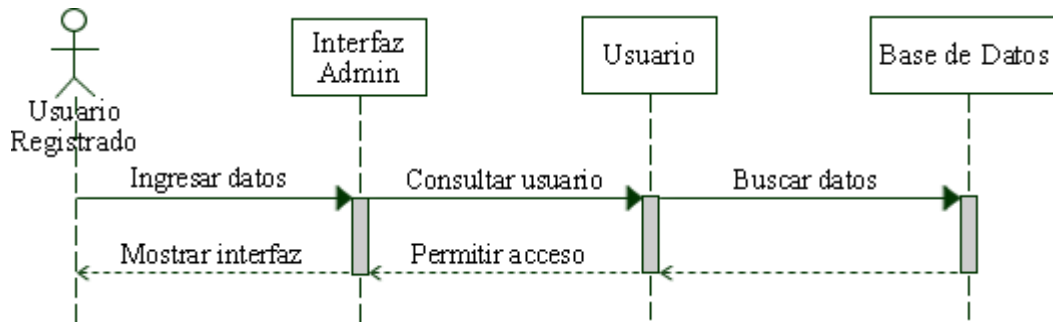 Interfaz
Admin
Usuario
Base de Datos
Usuario
Registrado
Ingresar datos
Consultar usuario
Buscar datos
Mostrar interfaz
Permitir acceso